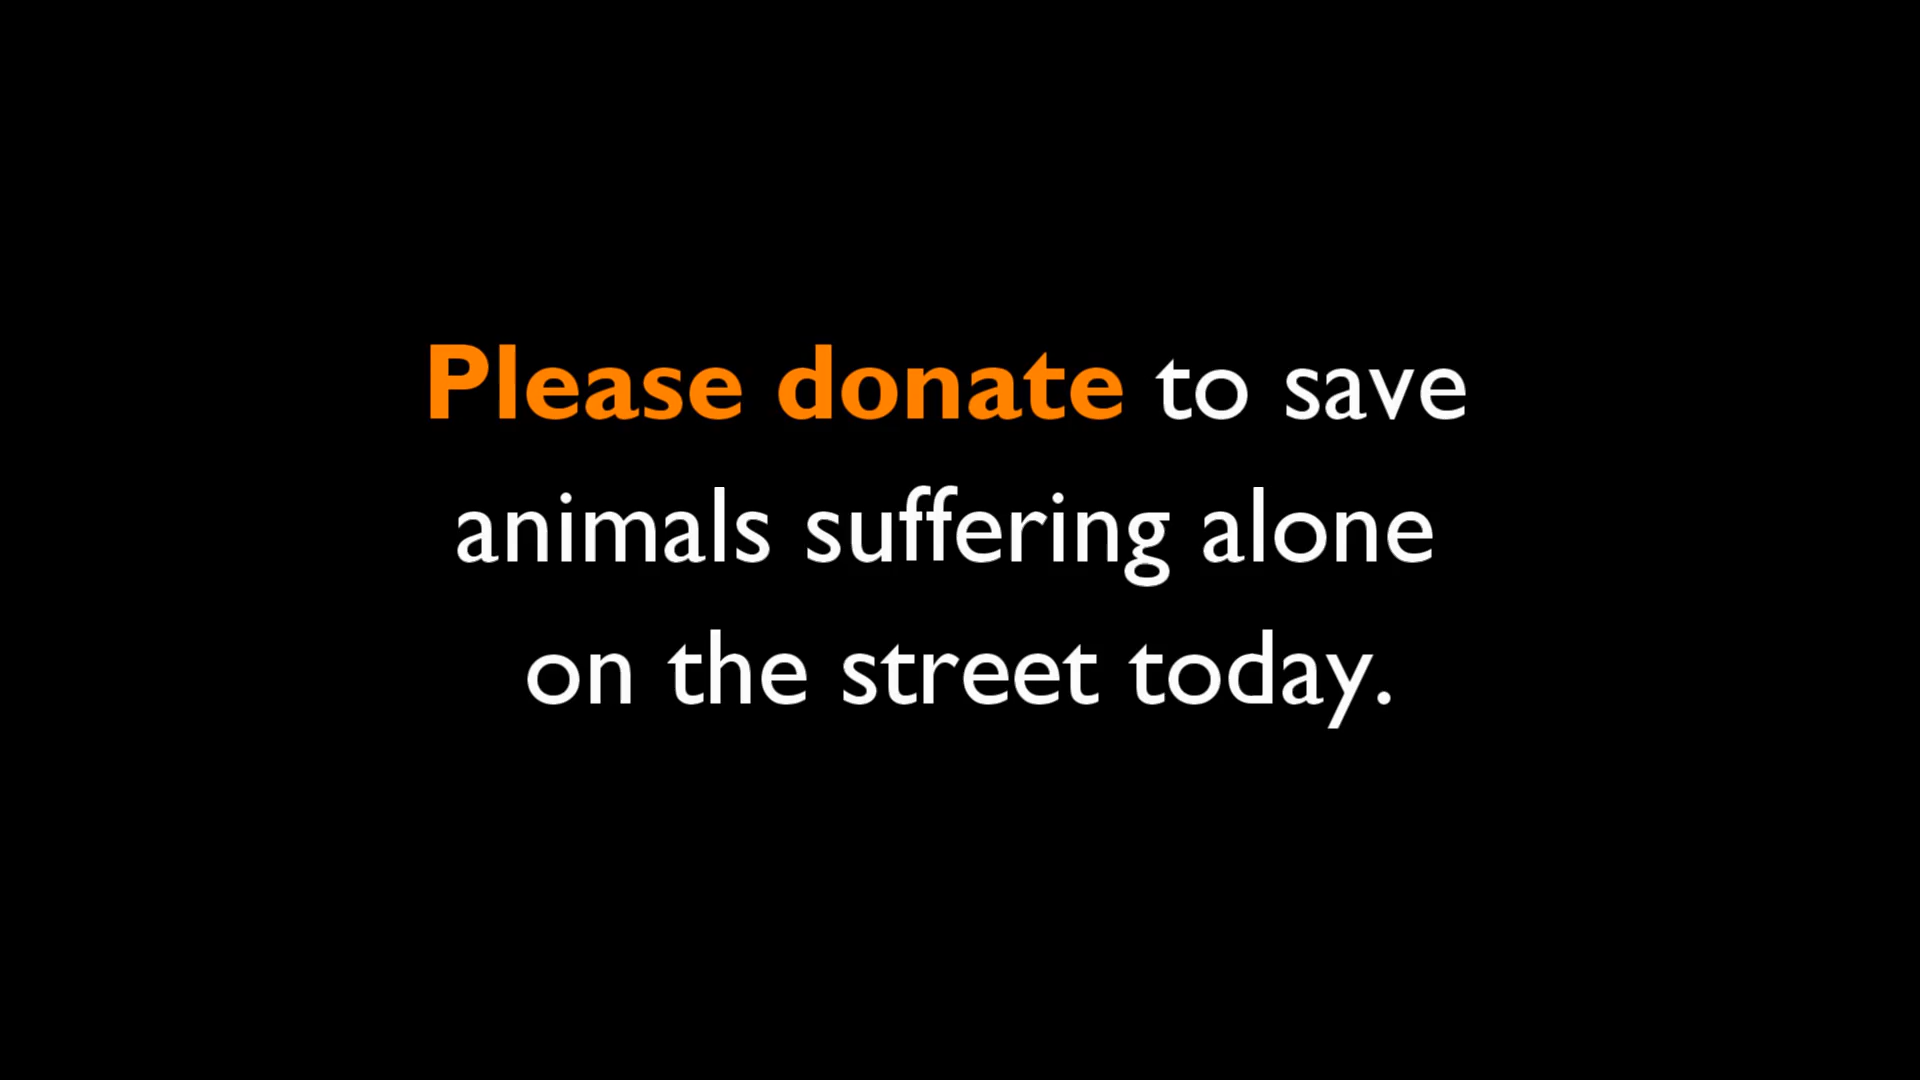 Please donate to save
animals suffering alone
on the street today.